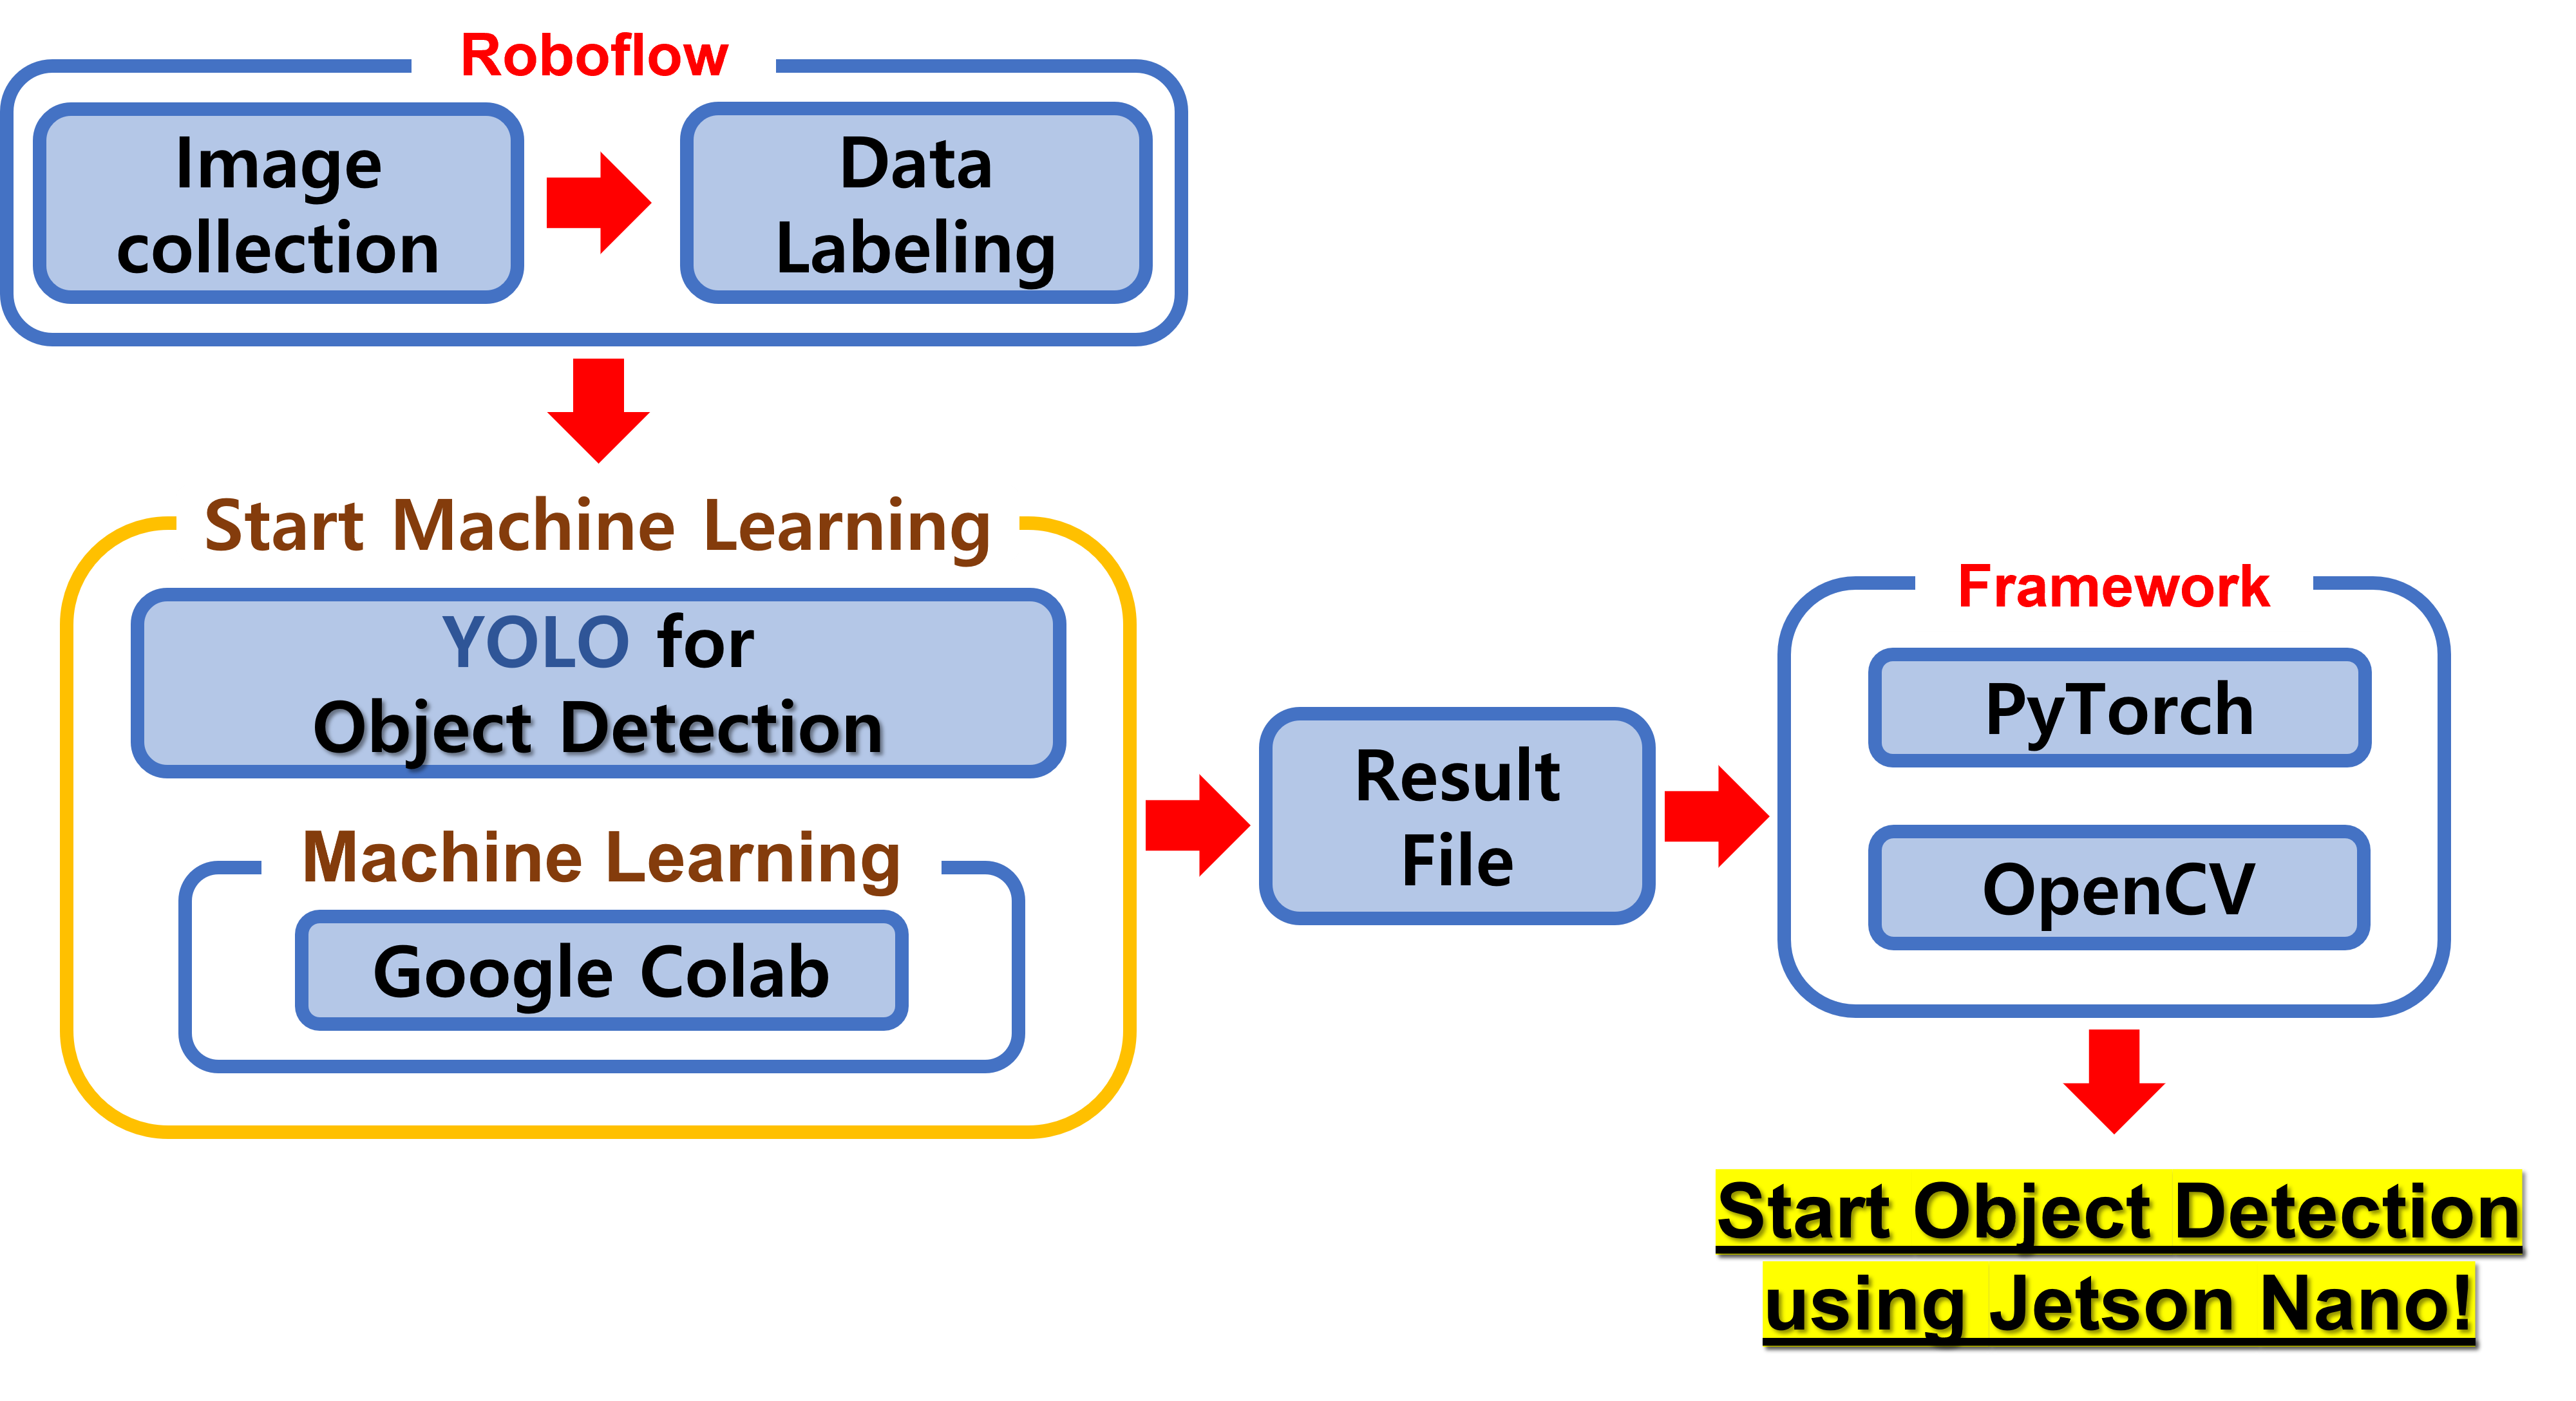 Roboflow
Image
collection
Data
Labeling
Start Machine Learning
YOLO for
Object Detection
Machine Learning
Google Colab
Result
File
Framework
PyTorch
OpenCV
Start Object Detection
using Jetson Nano!